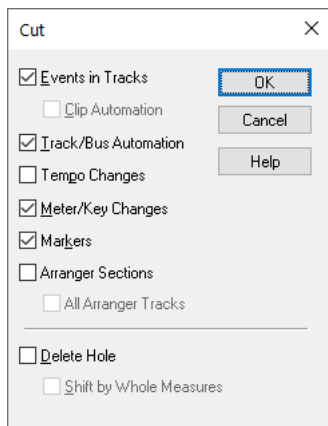 Cut
Events in Tracks
OK
Clip Automation
Cancel
Track/Bus Automation
Help
Tempo Changes
Meter/Key Changes
Markers
Arranger Sections
All Arranger Tracks
Delete Hole
Shift by Whole Measures